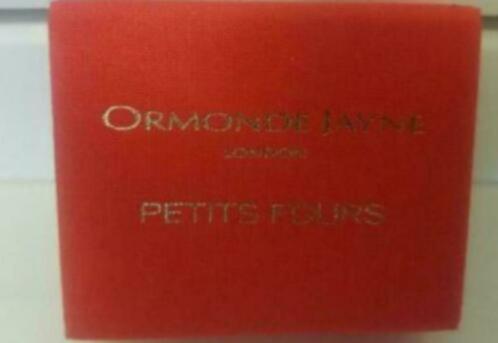 ORMONDE JAYNE
LONDON
PETITS FOURS